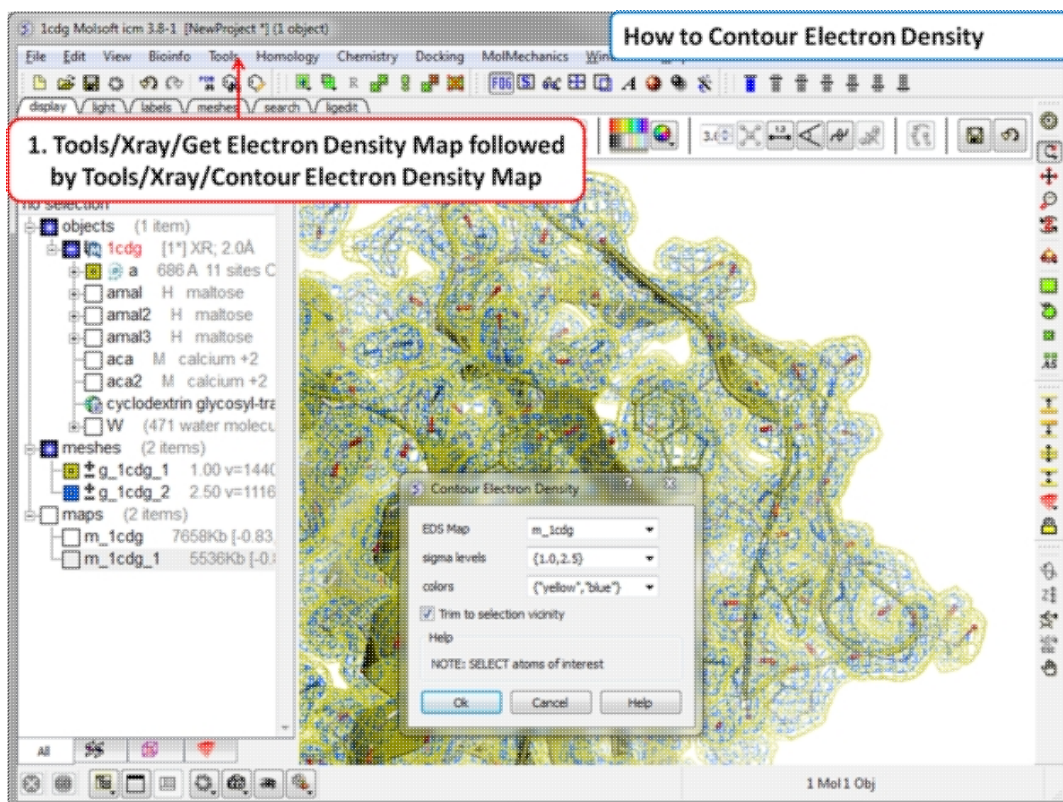 1cdg Molsoft icm 3.8-1 [NewProject *] (1 object)
How to Contour Electron Density
File Edit View Bioinfo Tools Homology Chemistry Docking MolMechanics
display light labels meshes search ligedit
1. Tools/Xray/Get Electron Density Map followed
by Tools/Xray/Contour Electron Density Map
no selection
objects (1 item)
1cdg [1*] XR; 2.0Å
a 686 A 11 sites C
amal H maltose
amal2 H maltose
amal3 H maltose
aca M calcium +2
aca2 M calcium +2
cyclodextrin glycosyl-tra
W (471 water molecu
meshes (2 items)
g_1cdg_1 1.00 v=1440
g_1cdg_2 2.50 v=1116
maps (2 items)
m_1cdg 7658Kb [-0.83,
m_1cdg_1 5536Kb [-0.8
Contour Electron Density
EDS Map m_1cdg
sigma levels {1.0,2.5}
colors {"yellow","blue"}
Trim to selection vicinity
Help
NOTE: SELECT atoms of interest
Ok Cancel Help
All
1 Mol 1 Obj